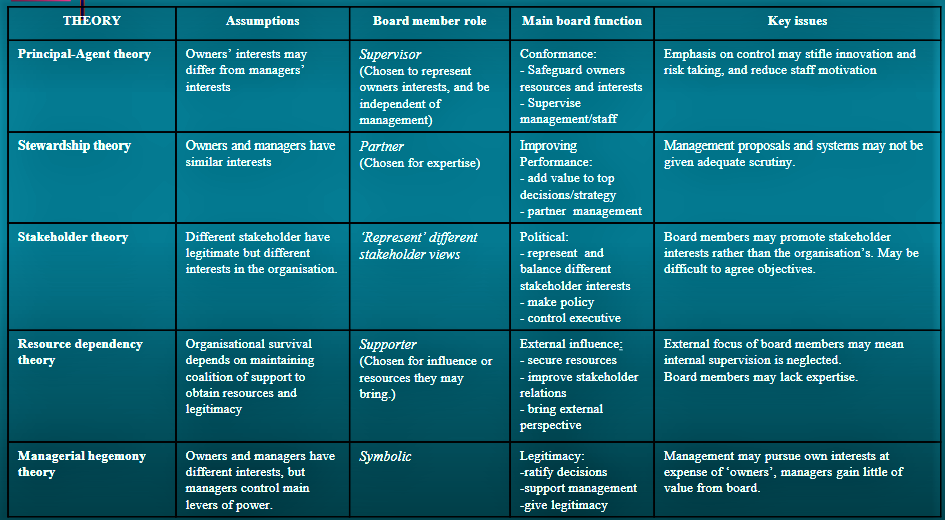 THEORY
Assumptions
Board member role
Main board function
Key issues
Principal-Agent theory
Owners' interests may
differ from managers'
interests
Supervisor
(Chosen to represent
owners interests, and be
independent of
management)
Conformance:
- Safeguard owners
resources and interests
- Supervise
management/staff
Emphasis on control may stifle innovation and
risk taking, and reduce staff motivation
Stewardship theory
Owners and managers have
similar interests
Partner
(Chosen for expertise)
Improving
Performance:
- add value to top
decisions/strategy
- partner management
Management proposals and systems may not be
given adequate scrutiny.
Stakeholder theory
Different stakeholder have
legitimate but different
interests in the organisation.
‘Represent’ different
stakeholder views
Political:
- represent and
balance different
stakeholder interests
- make policy
- control executive
Board members may promote stakeholder
interests rather than the organisation's. May be
difficult to agree objectives.
Resource dependency
theory
Organisational survival
depends on maintaining
coalition of support to
obtain resources and
legitimacy
Supporter
(Chosen for influence or
resources they may
bring.)
External influence;
- secure resources
- improve stakeholder
relations
- bring external
perspective
External focus of board members may mean
internal supervision is neglected.
Board members may lack expertise.
Managerial hegemony
theory
Owners and managers have
different interests, but
managers control main
levers of power.
Symbolic
Legitimacy:
-ratify decisions
-support management
-give legitimacy
Management may pursue own interests at
expense of ‘owners’, managers gain little of
value from board.